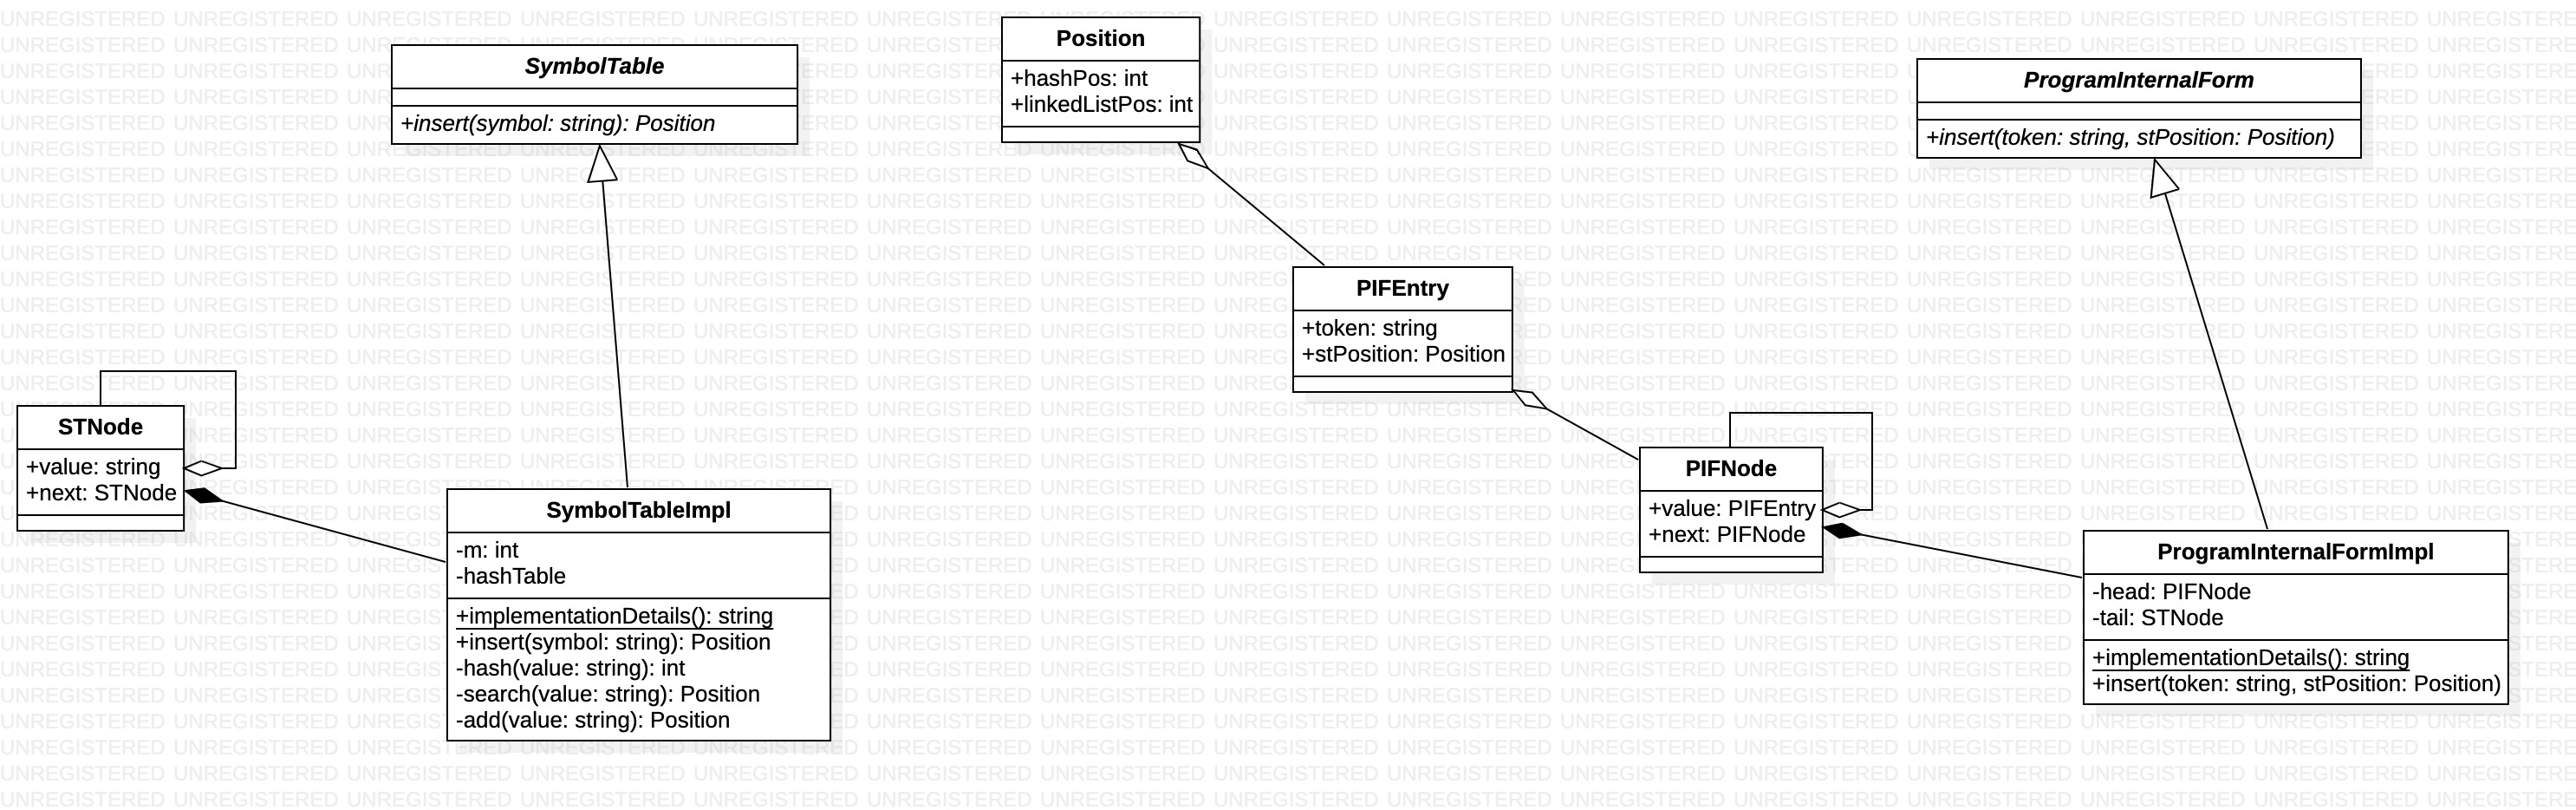 SymbolTable
+insert(symbol: string): Position
Position
+hashPos: int
+linkedListPos: int
ProgramInternalForm
+insert(token: string, stPosition: Position)
PIFEntry
+token: string
+stPosition: Position
STNode
+value: string
+next: STNode
SymbolTableImpl
-m: int
-hashTable
+implementationDetails(): string
+insert(symbol: string): Position
-hash(value: string): int
-search(value: string): Position
-add(value: string): Position
PIFNode
+value: PIFEntry
+next: PIFNode
ProgramInternalFormImpl
-head: PIFNode
-tail: STNode
+implementationDetails(): string
+insert(token: string, stPosition: Position)
UNREGISTERED